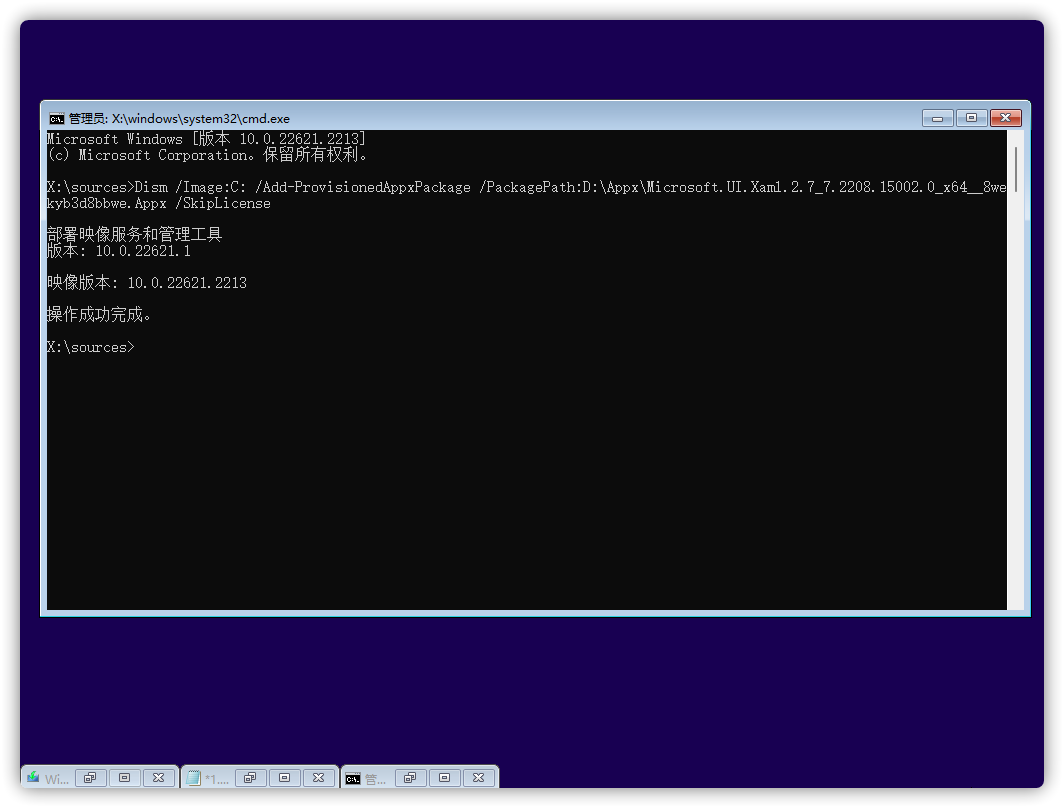 管理员: X:\windows\system32\cmd.exe
Microsoft Windows [版本 10.0.22621.2213]
(c) Microsoft Corporation。保留所有权利。
X:\sources>Dism /Image:C: /Add-ProvisionedAppxPackage /PackagePath:D:\Appx\Microsoft.UI.Xaml.2.7_7.2208.15002.0_x64__8we
kyb3d8bbwe.Appx /SkipLicense
部署映像服务和管理工具
版本: 10.0.22621.1
映像版本: 10.0.22621.2213
操作成功完成。
X:\sources>
Wi... *1.... 管...